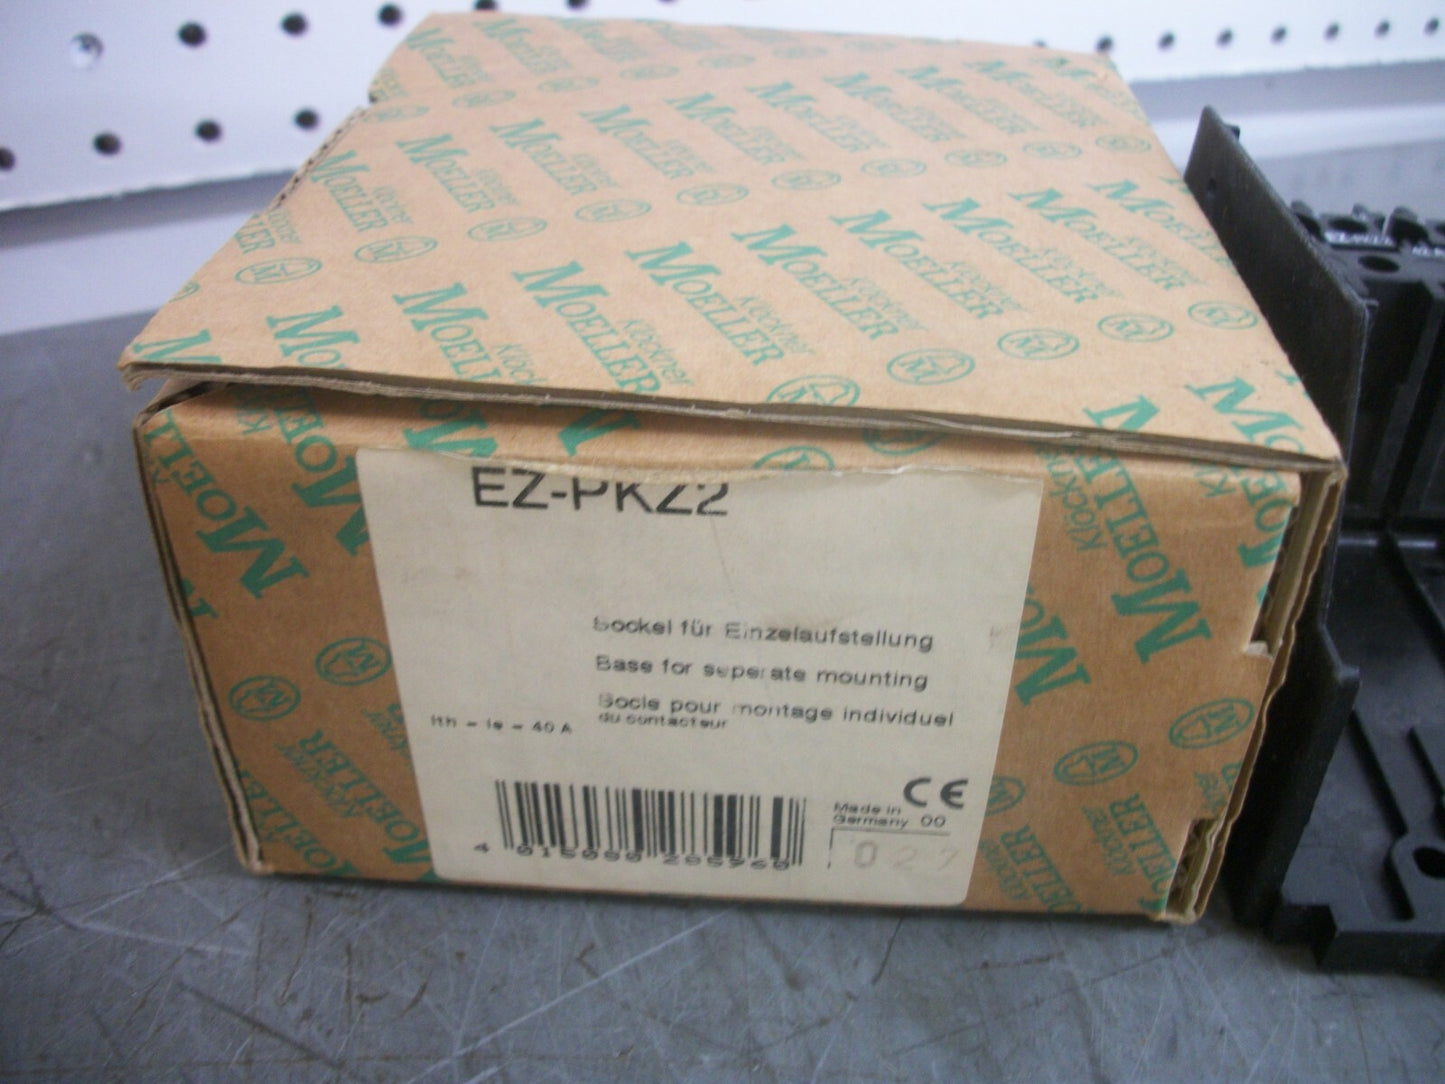 Klöckner
MOELLER
EZ-PKZ2
Sockel für Einzelaufstellung
Base for seperate mounting
Socle pour montage individuel
du contacteur
Ith - Ie - 40 A
CE
Made in
Germany 00
027